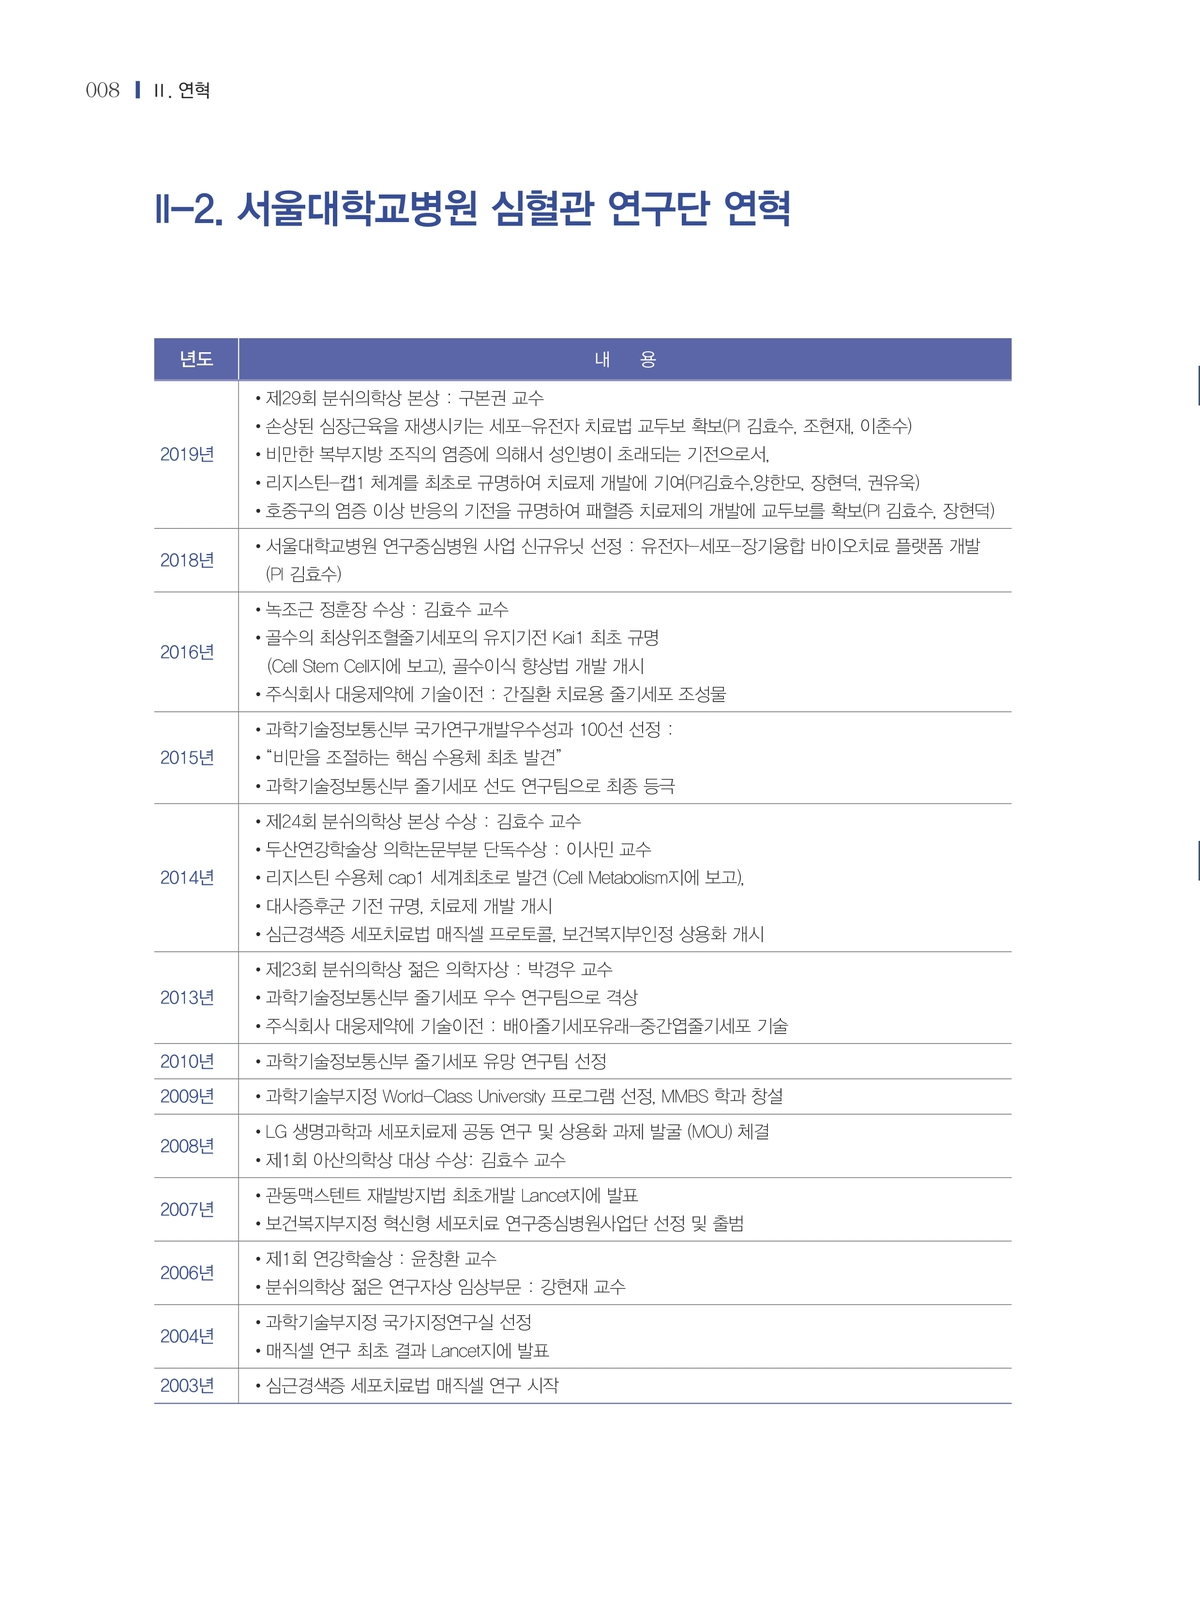 008 II. 연혁
II-2. 서울대학교병원 심혈관 연구단 연혁
년도 내 용
2019년
• 제29회 분쉬의학상 본상 : 구본권 교수
• 손상된 심장근육을 재생시키는 세포-유전자 치료법 교두보 확보(PI 김효수, 조현재, 이춘수)
• 비만한 복부지방 조직의 염증에 의해서 성인병이 초래되는 기전으로서,
• 리지스틴-캡1 체계를 최초로 규명하여 치료제 개발에 기여(PI김효수,양한모, 장현덕, 권유욱)
• 호중구의 염증 이상 반응의 기전을 규명하여 패혈증 치료제의 개발에 교두보를 확보(PI 김효수, 장현덕)
2018년
• 서울대학교병원 연구중심병원 사업 신규유닛 선정 : 유전자-세포-장기융합 바이오치료 플랫폼 개발
(PI 김효수)
2016년
• 녹조근 정훈장 수상 : 김효수 교수
• 골수의 최상위조혈줄기세포의 유지기전 Kai1 최초 규명
(Cell Stem Cell지에 보고), 골수이식 향상법 개발 개시
• 주식회사 대웅제약에 기술이전 : 간질환 치료용 줄기세포 조성물
2015년
• 과학기술정보통신부 국가연구개발우수성과 100선 선정 :
• “비만을 조절하는 핵심 수용체 최초 발견”
• 과학기술정보통신부 줄기세포 선도 연구팀으로 최종 등극
2014년
• 제24회 분쉬의학상 본상 수상 : 김효수 교수
• 두산연강학술상 의학논문부분 단독수상 : 이사민 교수
• 리지스틴 수용체 cap1 세계최초로 발견 (Cell Metabolism지에 보고),
• 대사증후군 기전 규명, 치료제 개발 개시
• 심근경색증 세포치료법 매직셀 프로토콜, 보건복지부인정 상용화 개시
2013년
• 제23회 분쉬의학상 젊은 의학자상 : 박경우 교수
• 과학기술정보통신부 줄기세포 우수 연구팀으로 격상
• 주식회사 대웅제약에 기술이전 : 배아줄기세포유래-중간엽줄기세포 기술
2010년 • 과학기술정보통신부 줄기세포 유망 연구팀 선정
2009년 • 과학기술부지정 World-Class University 프로그램 선정, MMBS 학과 창설
2008년
• LG 생명과학과 세포치료제 공동 연구 및 상용화 과제 발굴 (MOU) 체결
• 제1회 아산의학상 대상 수상: 김효수 교수
2007년
• 관동맥스텐트 재발방지법 최초개발 Lancet지에 발표
• 보건복지부지정 혁신형 세포치료 연구중심병원사업단 선정 및 출범
2006년
• 제1회 연강학술상 : 윤창환 교수
• 분쉬의학상 젊은 연구자상 임상부문 : 강현재 교수
2004년
• 과학기술부지정 국가지정연구실 선정
• 매직셀 연구 최초 결과 Lancet지에 발표
2003년 • 심근경색증 세포치료법 매직셀 연구 시작